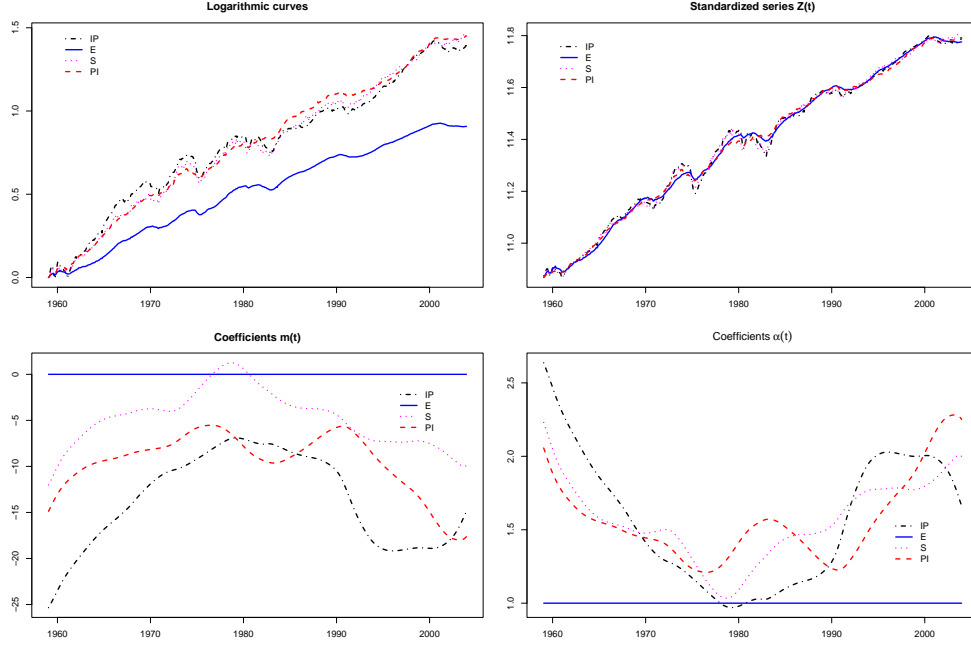 Logarithmic curves
IP
E
S
PI
0.0 0.5 1.0 1.5
1960 1970 1980 1990 2000
Standardized series Z(t)
IP
E
S
PI
11.0 11.2 11.4 11.6 11.8
1960 1970 1980 1990 2000
Coefficients m(t)
IP
E
S
PI
-25 -20 -15 -10 -5 0
1960 1970 1980 1990 2000
Coefficients α(t)
IP
E
S
PI
1.0 1.5 2.0 2.5
1960 1970 1980 1990 2000